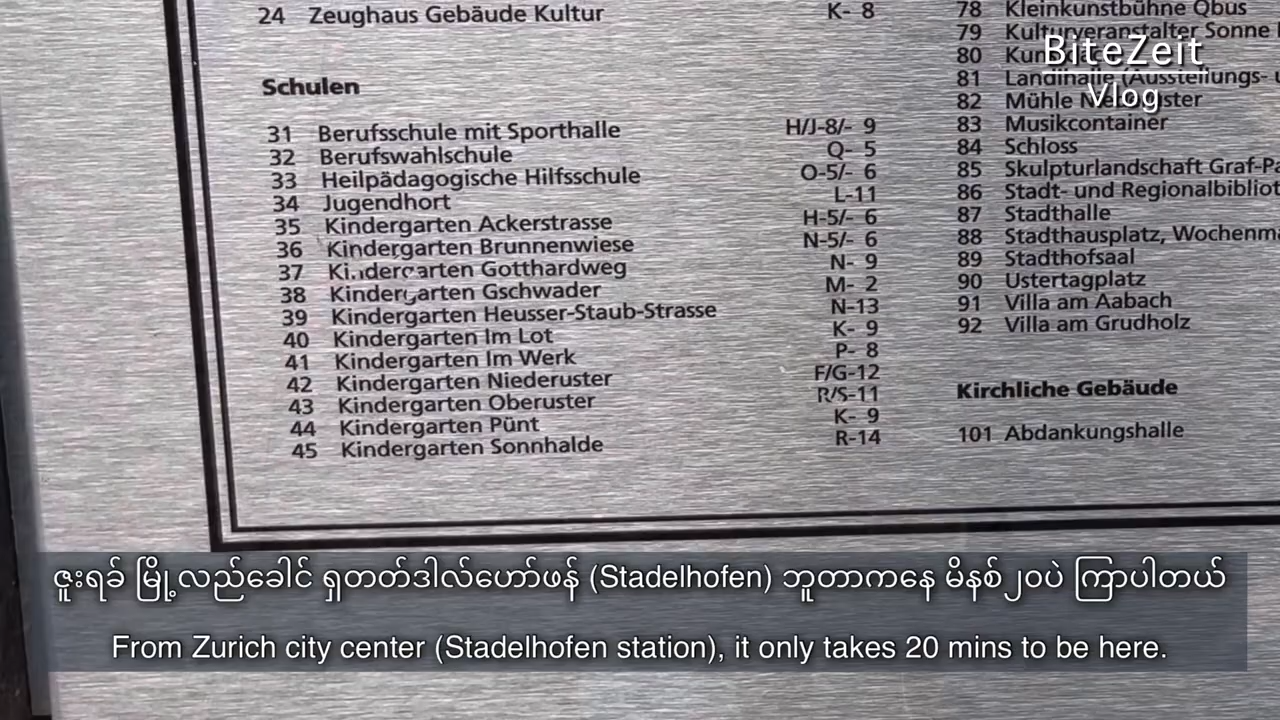 24 Zeughaus Gebäude Kultur K- 8
Schulen
31 Berufsschule mit Sporthalle H/J-8/- 9
32 Berufswahlschule Q- 5
33 Heilpädagogische Hilfsschule O-5/- 6
34 Jugendhort L-11
35 Kindergarten Ackerstrasse H-5/- 6
36 Kindergarten Brunnenwiese N-5/- 6
37 Kindergarten Gotthardweg N- 9
38 Kindergarten Gschwader M- 2
39 Kindergarten Heusser-Staub-Strasse N-13
40 Kindergarten Im Lot K- 9
41 Kindergarten Im Werk P- 8
42 Kindergarten Niederuster F/G-12
43 Kindergarten Oberuster R/S-11
44 Kindergarten Pünt K- 9
45 Kindergarten Sonnhalde R-14
78 Kleinkunstbühne Qbus
79 Kulturveranstalter Sonne
80
81 Landihalle (Ausstellungs-
82 Mühle
83 Musikcontainer
84 Schloss
85 Skulpturlandschaft Graf-
86 Stadt- und
87 Stadthalle
88 Stadthausplatz,
89 Stadthofsaal
90 Ustertagplatz
91 Villa am Aabach
92 Villa am Grudholz
Kirchliche Gebäude
101 Abdankungshalle
BiteZeit
Vlog
ဇူးရခ် မြို့လည်ခေါင် ရှတတ်ဒါလ်ဟော်ဖန် (Stadelhofen) ဘူတာကနေ မိနစ်၂၀ပဲ ကြာပါတယ်
From Zurich city center (Stadelhofen station), it only takes 20 mins to be here.